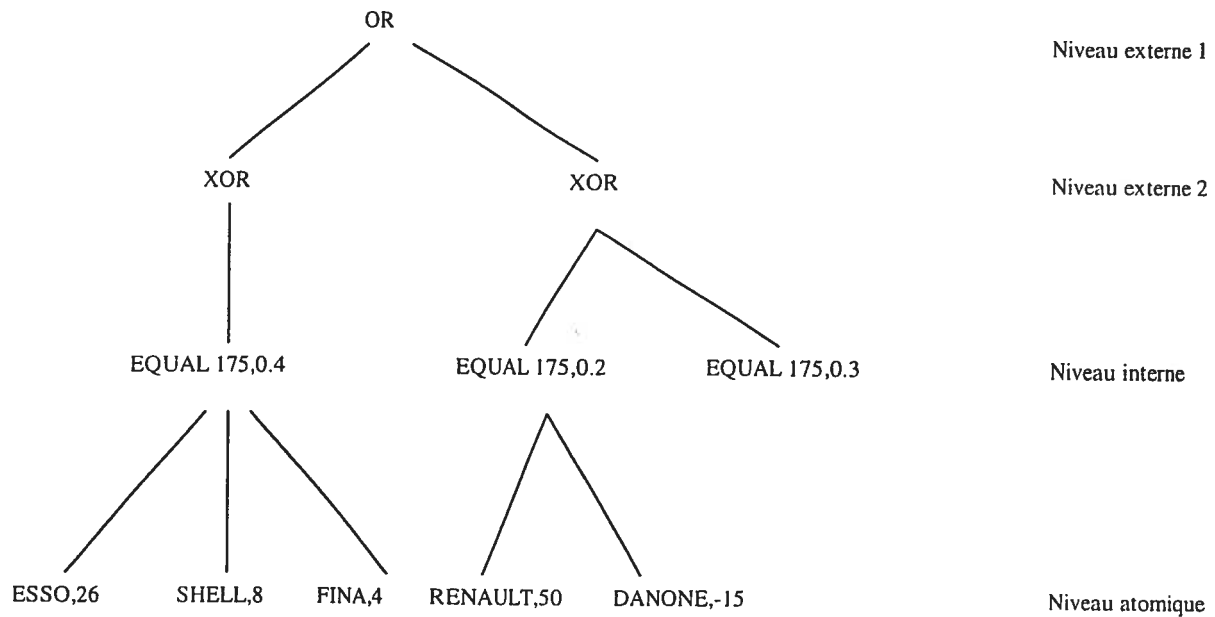 OR
Niveau externe 1
XOR XOR
Niveau externe 2
EQUAL 175,0.4 EQUAL 175,0.2 EQUAL 175,0.3
Niveau interne
ESSO,26 SHELL,8 FINA,4 RENAULT,50 DANONE,-15
Niveau atomique